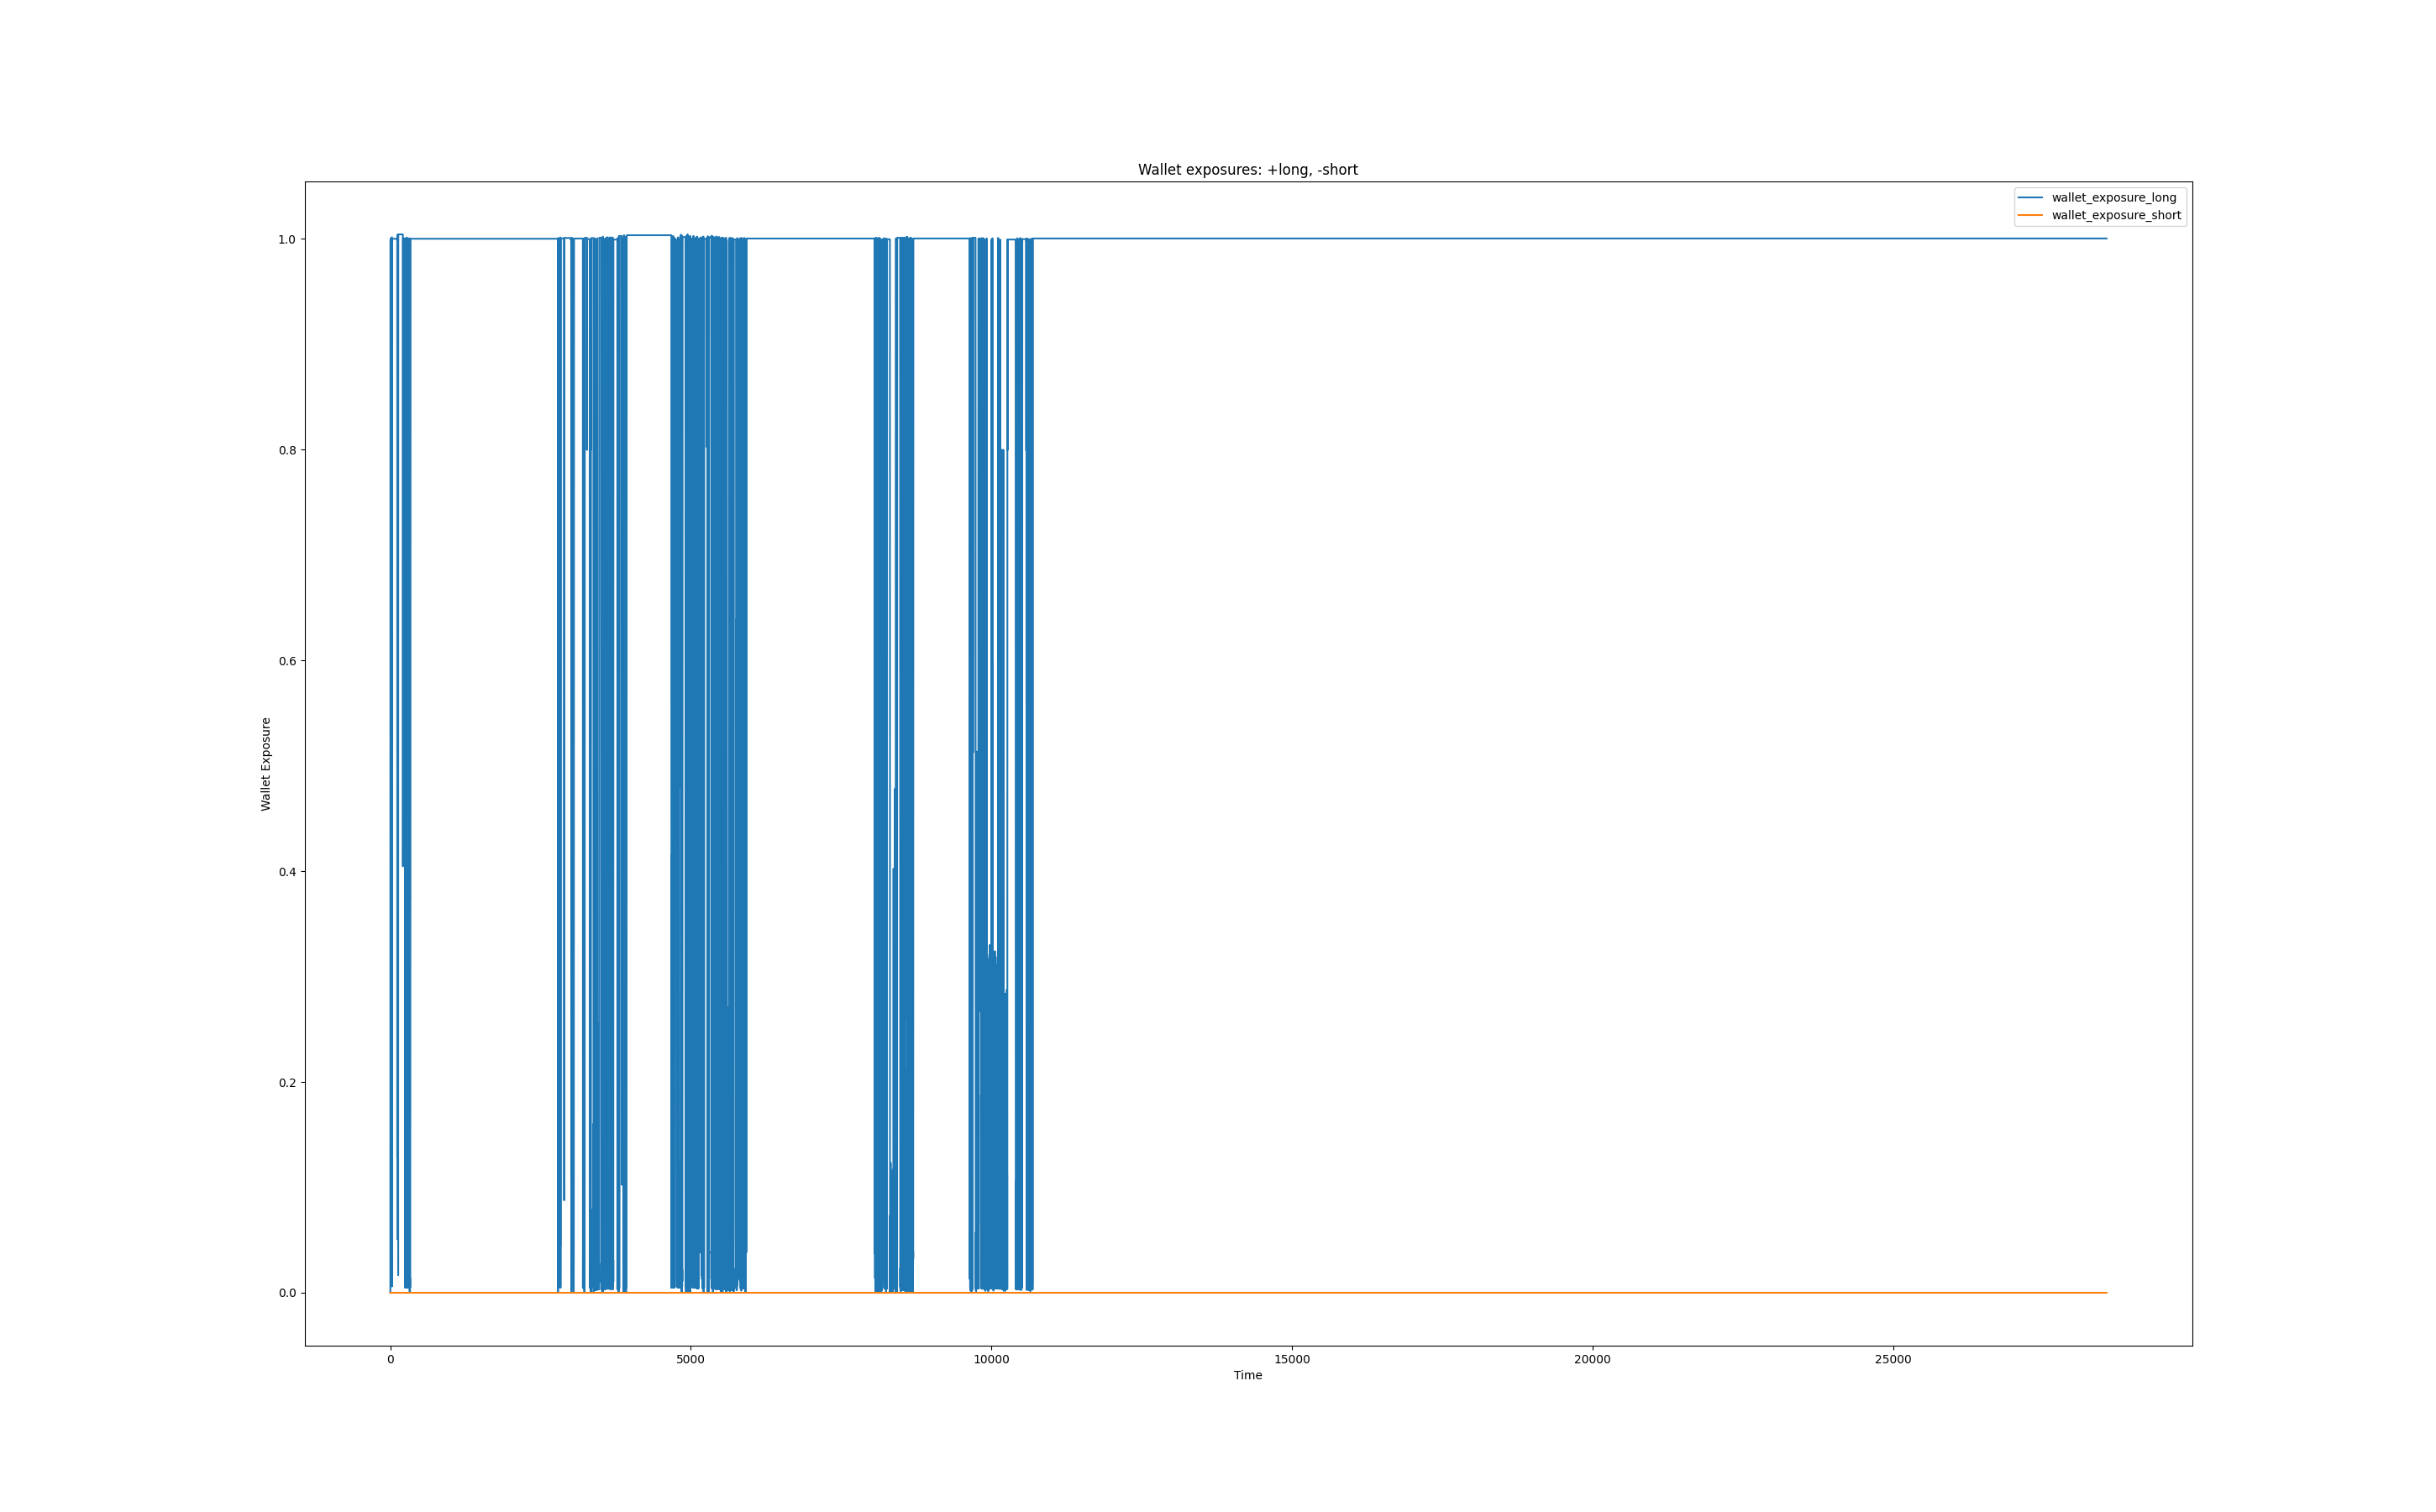 Wallet exposures: +long, -short
wallet_exposure_long
wallet_exposure_short
1.0
0.8
0.6
0.4
0.2
0.0
Wallet Exposure
0 5000 10000 15000 20000 25000
Time